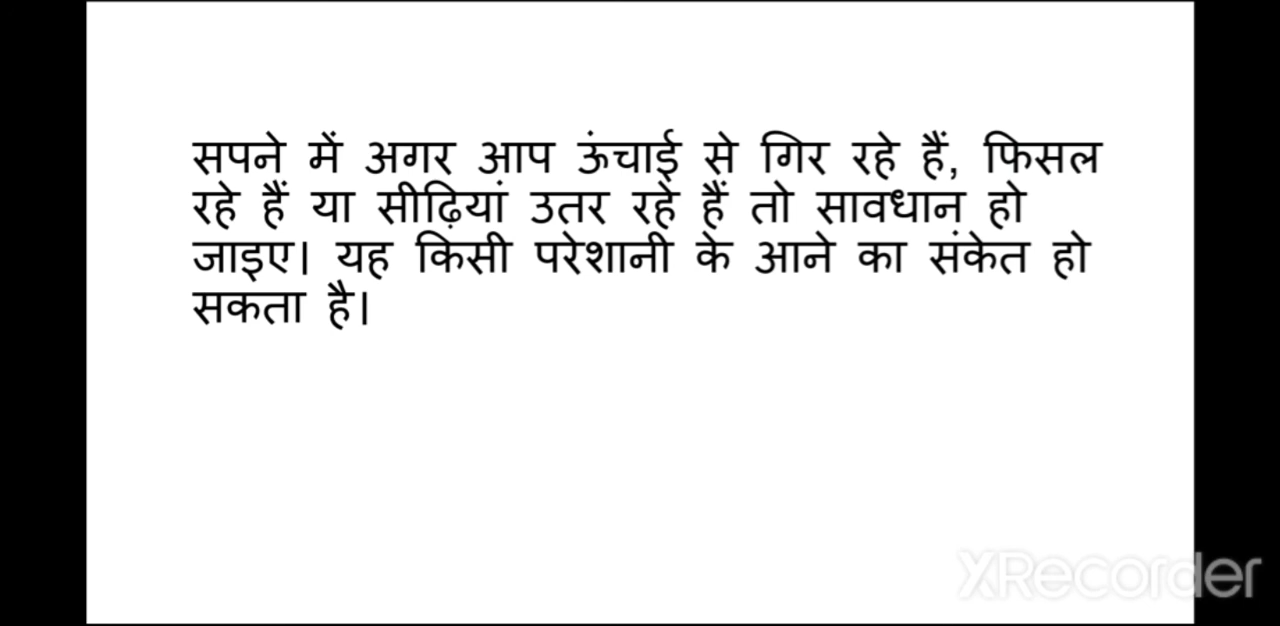 सपने में अगर आप ऊंचाई से गिर रहे हैं, फिसल
रहे हैं या सीढ़ियां उतर रहे हैं तो सावधान हो
जाइए। यह किसी परेशानी के आने का संकेत हो
सकता है।
XRecorder